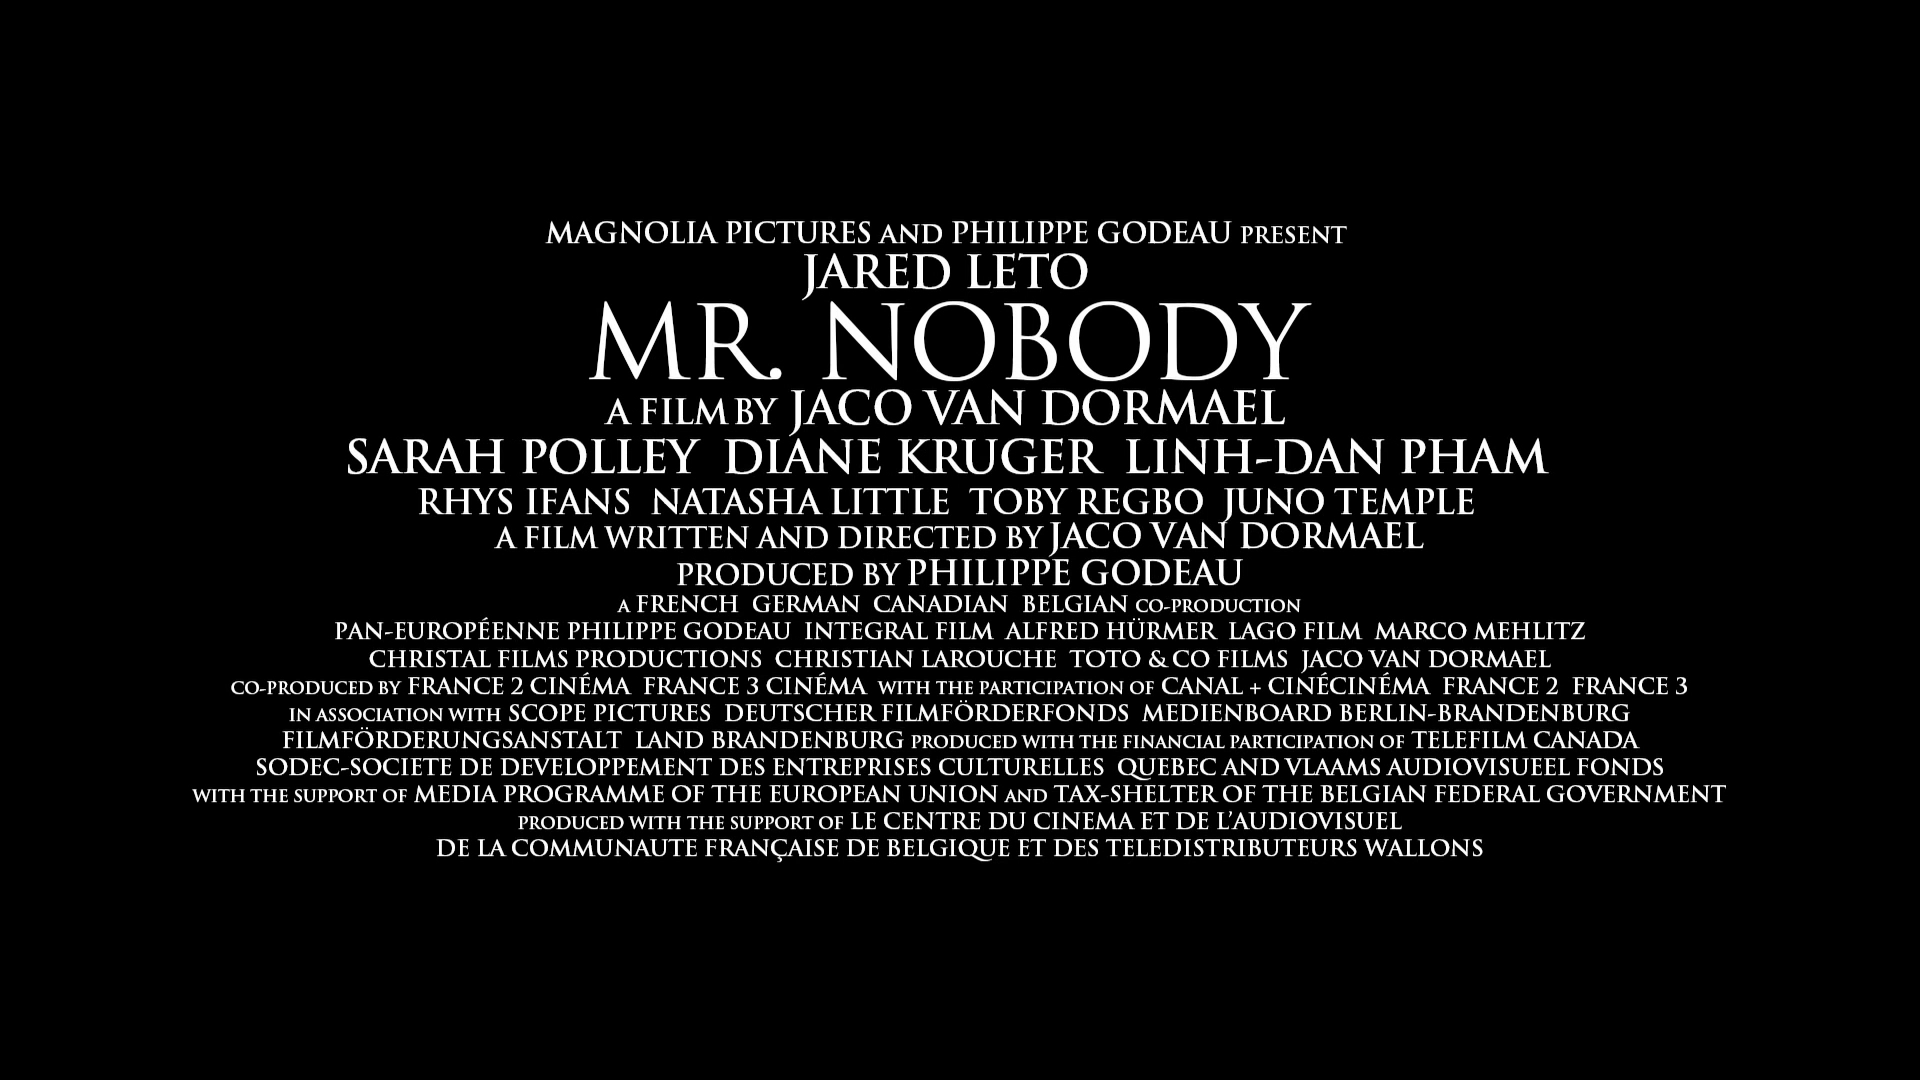 MAGNOLIA PICTURES AND PHILIPPE GODEAU PRESENT
JARED LETO
MR. NOBODY
A FILM BY JACO VAN DORMAEL
SARAH POLLEY DIANE KRUGER LINH-DAN PHAM
RHYS IFANS NATASHA LITTLE TOBY REGBO JUNO TEMPLE
A FILM WRITTEN AND DIRECTED BY JACO VAN DORMAEL
PRODUCED BY PHILIPPE GODEAU
A FRENCH GERMAN CANADIAN BELGIAN CO-PRODUCTION
PAN-EUROPÉENNE PHILIPPE GODEAU INTEGRAL FILM ALFRED HÜRMER LAGO FILM MARCO MEHLITZ
CHRISTAL FILMS PRODUCTIONS CHRISTIAN LAROUCHE TOTO & CO FILMS JACO VAN DORMAEL
CO-PRODUCED BY FRANCE 2 CINÉMA FRANCE 3 CINÉMA WITH THE PARTICIPATION OF CANAL + CINÉCINÉMA FRANCE 2 FRANCE 3
IN ASSOCIATION WITH SCOPE PICTURES DEUTSCHER FILMFÖRDERFONDS MEDIENBOARD BERLIN-BRANDENBURG
FILMFÖRDERUNGSANSTALT LAND BRANDENBURG PRODUCED WITH THE FINANCIAL PARTICIPATION OF TELEFILM CANADA
SODEC-SOCIETE DE DEVELOPPEMENT DES ENTREPRISES CULTURELLES QUEBEC AND VLAAMS AUDIOVISUEEL FONDS
WITH THE SUPPORT OF MEDIA PROGRAMME OF THE EUROPEAN UNION AND TAX-SHELTER OF THE BELGIAN FEDERAL GOVERNMENT
PRODUCED WITH THE SUPPORT OF LE CENTRE DU CINEMA ET DE L'AUDIOVISUEL
DE LA COMMUNAUTE FRANÇAISE DE BELGIQUE ET DES TELEDISTRIBUTEURS WALLONS